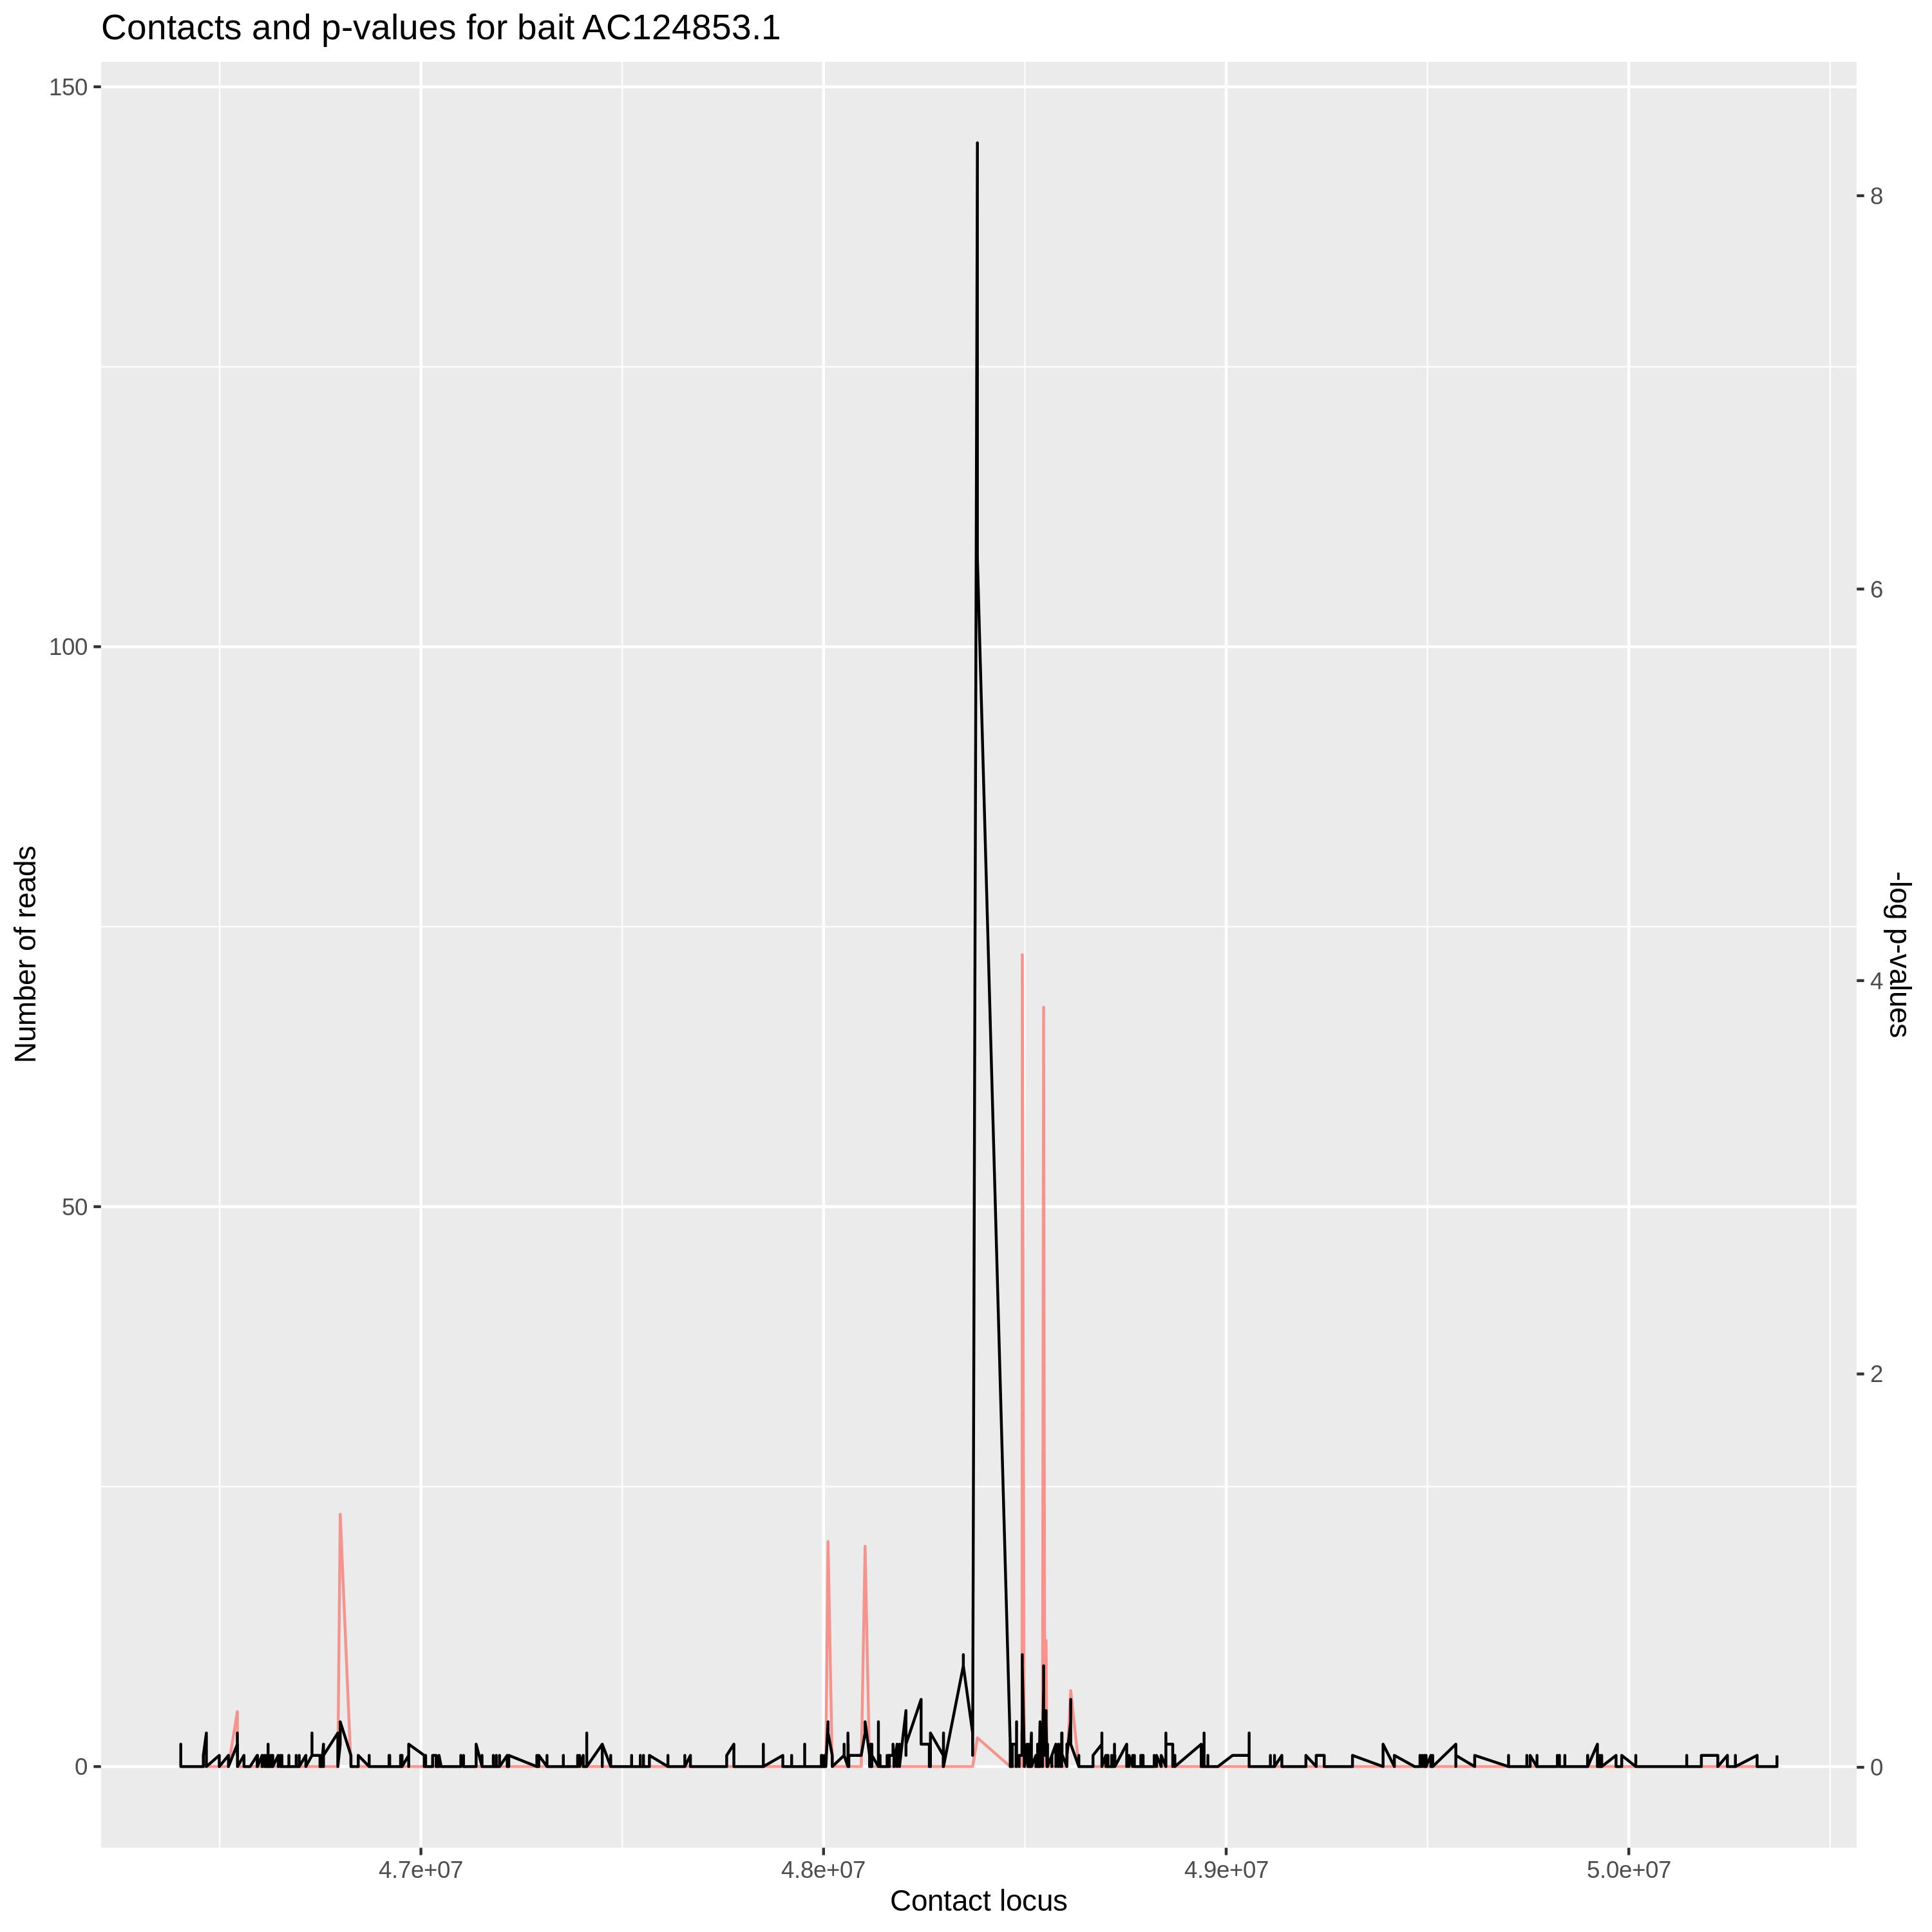 Contacts and p-values for bait AC124853.1
150
100
50
0
8
6
4
2
0
Number of reads
-log p-values
4.7e+07 4.8e+07 4.9e+07 5.0e+07
Contact locus